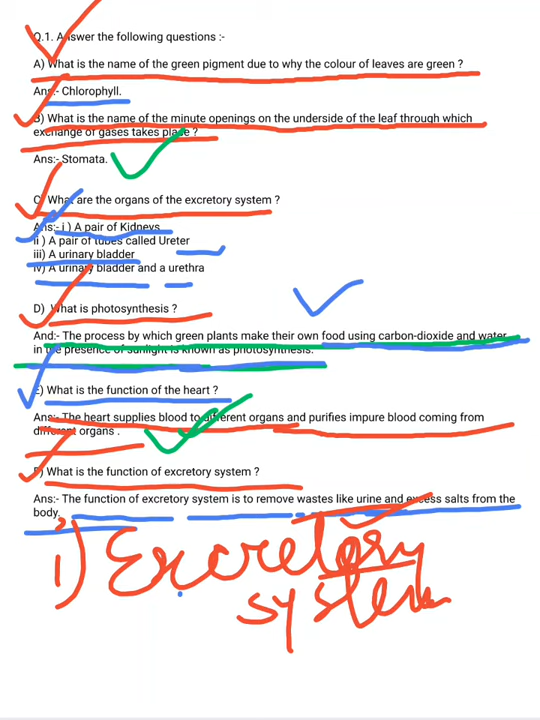 Q.1. Answer the following questions :-
A) What is the name of the green pigment due to why the colour of leaves are green ?
Ans:- Chlorophyll.
B) What is the name of the minute openings on the underside of the leaf through which
exchange of gases takes place ?
Ans:- Stomata.
C) What are the organs of the excretory system ?
Ans:- i ) A pair of Kidneys
ii ) A pair of tubes called Ureter
iii) A urinary bladder
iv) A urinary bladder and a urethra
D) What is photosynthesis ?
And:- The process by which green plants make their own food using carbon-dioxide and water
in the presence of sunlight is known as photosynthesis.
E) What is the function of the heart ?
Ans:- The heart supplies blood to different organs and purifies impure blood coming from
different organs .
F) What is the function of excretory system ?
Ans:- The function of excretory system is to remove wastes like urine and excess salts from the
body.
1) Excretory
system